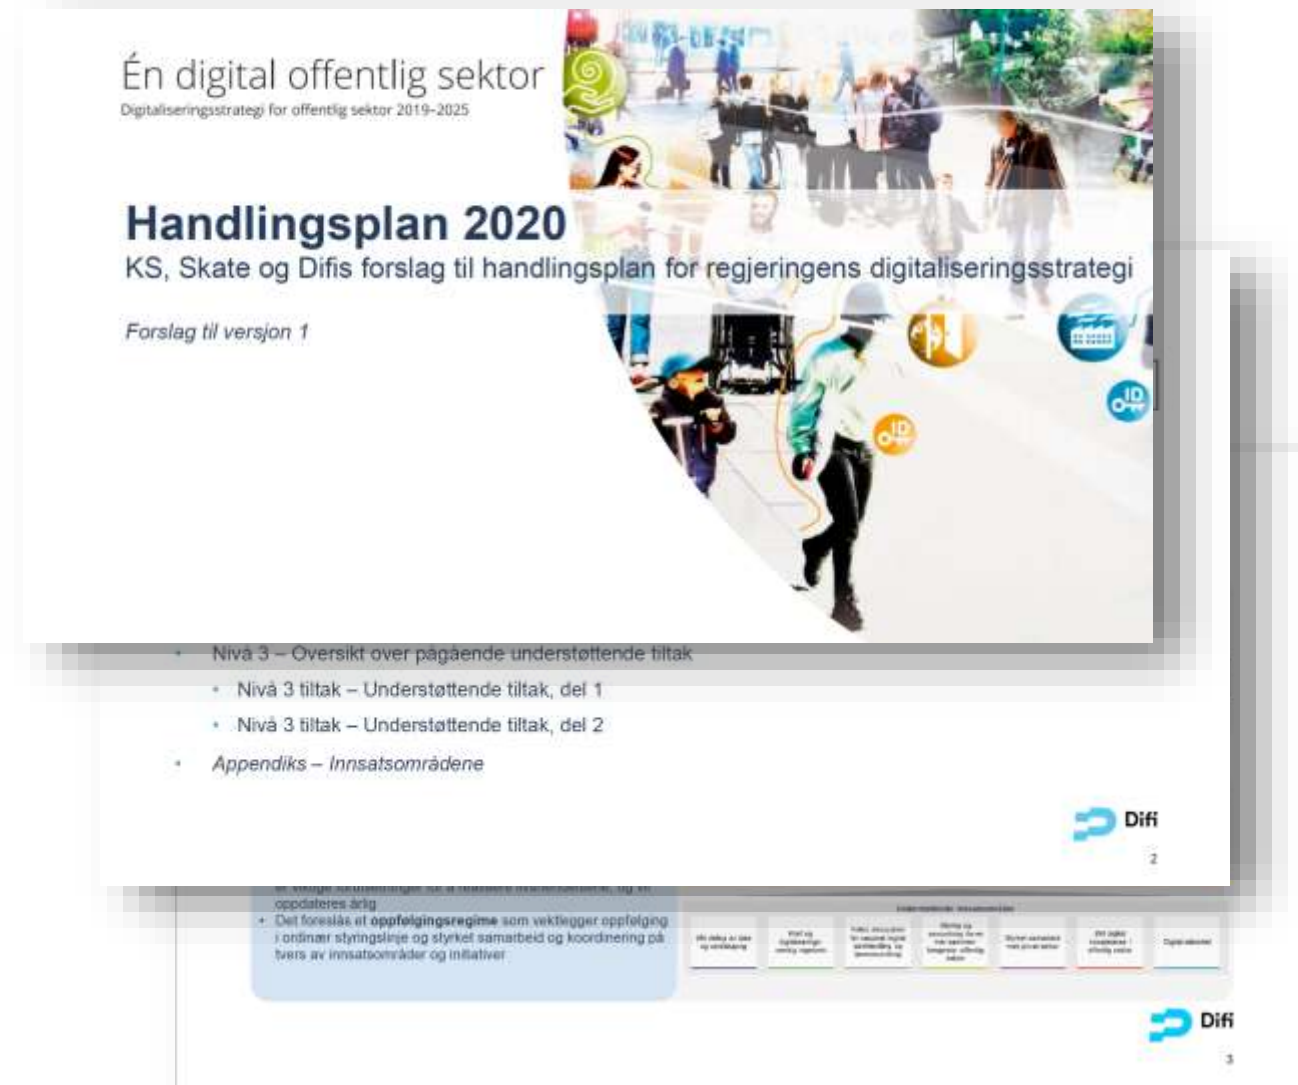 Én digital offentlig sektor
Digitaliseringsstrategi for offentlig sektor 2019–2025
Handlingsplan 2020
KS, Skate og Difis forslag til handlingsplan for regjeringens digitaliseringsstrategi
Forslag til versjon 1
ID
ID
• Nivå 3 – Oversikt over pågående understøttende tiltak
• Nivå 3 tiltak – Understøttende tiltak, del 1
• Nivå 3 tiltak – Understøttende tiltak, del 2
• Appendiks – Innsatsområdene
Difi
2
oppdateres årlig
• Det foreslås et oppfølgingsregime som vektlegger oppfølging
i ordinær styringslinje og styrket samarbeid og koordinering på
tvers av innsatsområder og initiativer
Difi
3